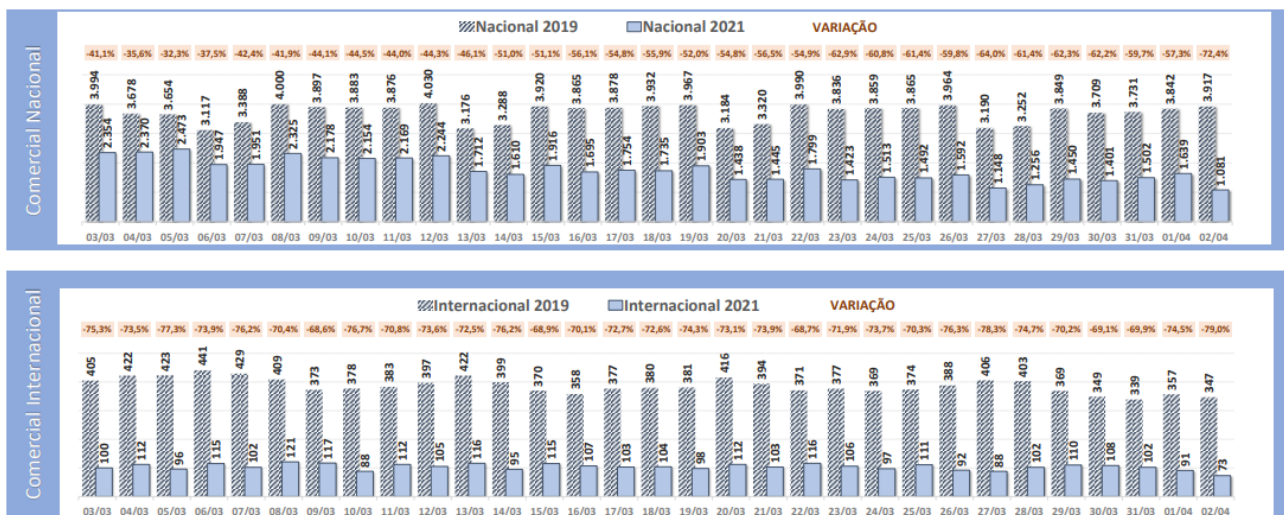 Comercial Nacional
Nacional 2019 Nacional 2021 VARIAÇÃO
-41,1% -35,6% -32,3% -37,5% -42,4% -41,9% -44,1% -44,5% -44,0% -44,3% -46,1% -51,0% -51,1% -56,1% -54,8% -55,9% -52,0% -54,8% -56,5% -54,9% -62,9% -60,8% -61,4% -59,8% -64,0% -61,4% -62,3% -62,2% -59,7% -57,3% -72,4%
3.994 3.678 3.654 3.117 3.388 4.000 3.897 3.883 3.876 4.030 3.176 3.288 3.920 3.865 3.878 3.932 3.967 3.184 3.320 3.990 3.836 3.859 3.865 3.964 3.190 3.252 3.849 3.709 3.731 3.842 3.917
2.354 2.370 2.473 1.947 1.951 2.325 2.178 2.154 2.169 2.244 1.712 1.610 1.916 1.695 1.754 1.735 1.903 1.438 1.445 1.799 1.423 1.513 1.492 1.592 1.148 1.256 1.450 1.401 1.502 1.639 1.081
03/03 04/03 05/03 06/03 07/03 08/03 09/03 10/03 11/03 12/03 13/03 14/03 15/03 16/03 17/03 18/03 19/03 20/03 21/03 22/03 23/03 24/03 25/03 26/03 27/03 28/03 29/03 30/03 31/03 01/04 02/04
Comercial Internacional
Internacional 2019 Internacional 2021 VARIAÇÃO
-75,3% -73,5% -77,3% -73,9% -76,2% -70,4% -68,6% -76,7% -70,8% -73,6% -72,5% -76,2% -68,9% -70,1% -72,7% -72,6% -74,3% -73,1% -73,9% -68,7% -71,9% -73,7% -70,3% -76,3% -78,3% -74,7% -70,2% -69,1% -69,9% -74,5% -79,0%
405 422 423 441 429 409 373 378 383 397 422 399 370 358 377 380 381 416 394 371 377 369 374 388 406 403 369 349 339 357 347
100 112 96 115 102 121 117 88 112 105 116 95 115 107 103 104 98 112 103 116 106 97 111 92 88 102 110 108 102 91 73
03/03 04/03 05/03 06/03 07/03 08/03 09/03 10/03 11/03 12/03 13/03 14/03 15/03 16/03 17/03 18/03 19/03 20/03 21/03 22/03 23/03 24/03 25/03 26/03 27/03 28/03 29/03 30/03 31/03 01/04 02/04